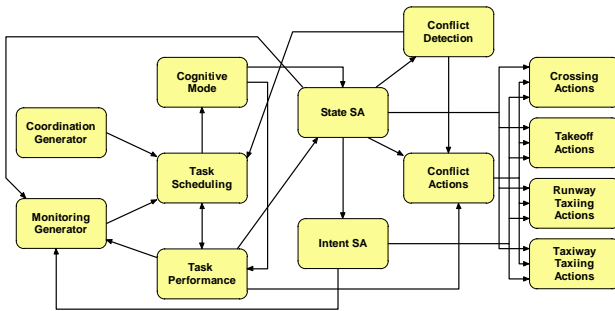 Conflict
Detection
Cognitive
Mode
State SA
Crossing
Actions
Coordination
Generator
Takeoff
Actions
Task
Scheduling
Conflict
Actions
Monitoring
Generator
Runway
Taxiing
Actions
Intent SA
Task
Performance
Taxiway
Taxiing
Actions